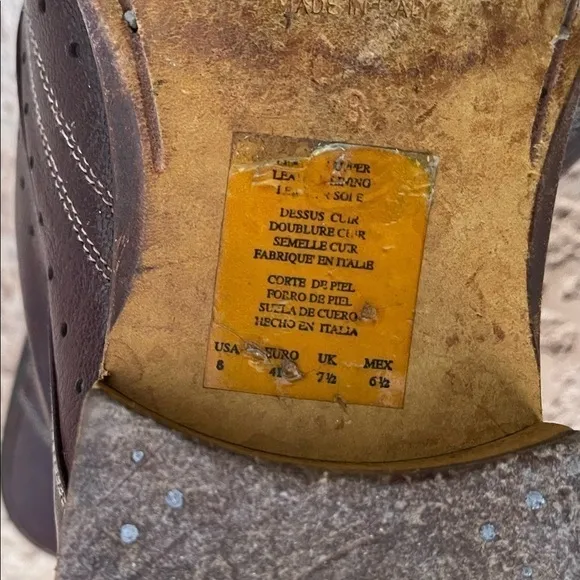 MADE IN ITALY
UPPER
LEATHER LINING
LEATHER SOLE
DESSUS CUIR
DOUBLURE CUIR
SEMELLE CUIR
FABRIQUE EN ITALIE
CORTE DE PIEL
FORRO DE PIEL
SUELA DE CUERO
HECHO EN ITALIA
USA EURO UK MEX
8 41 7½ 6½